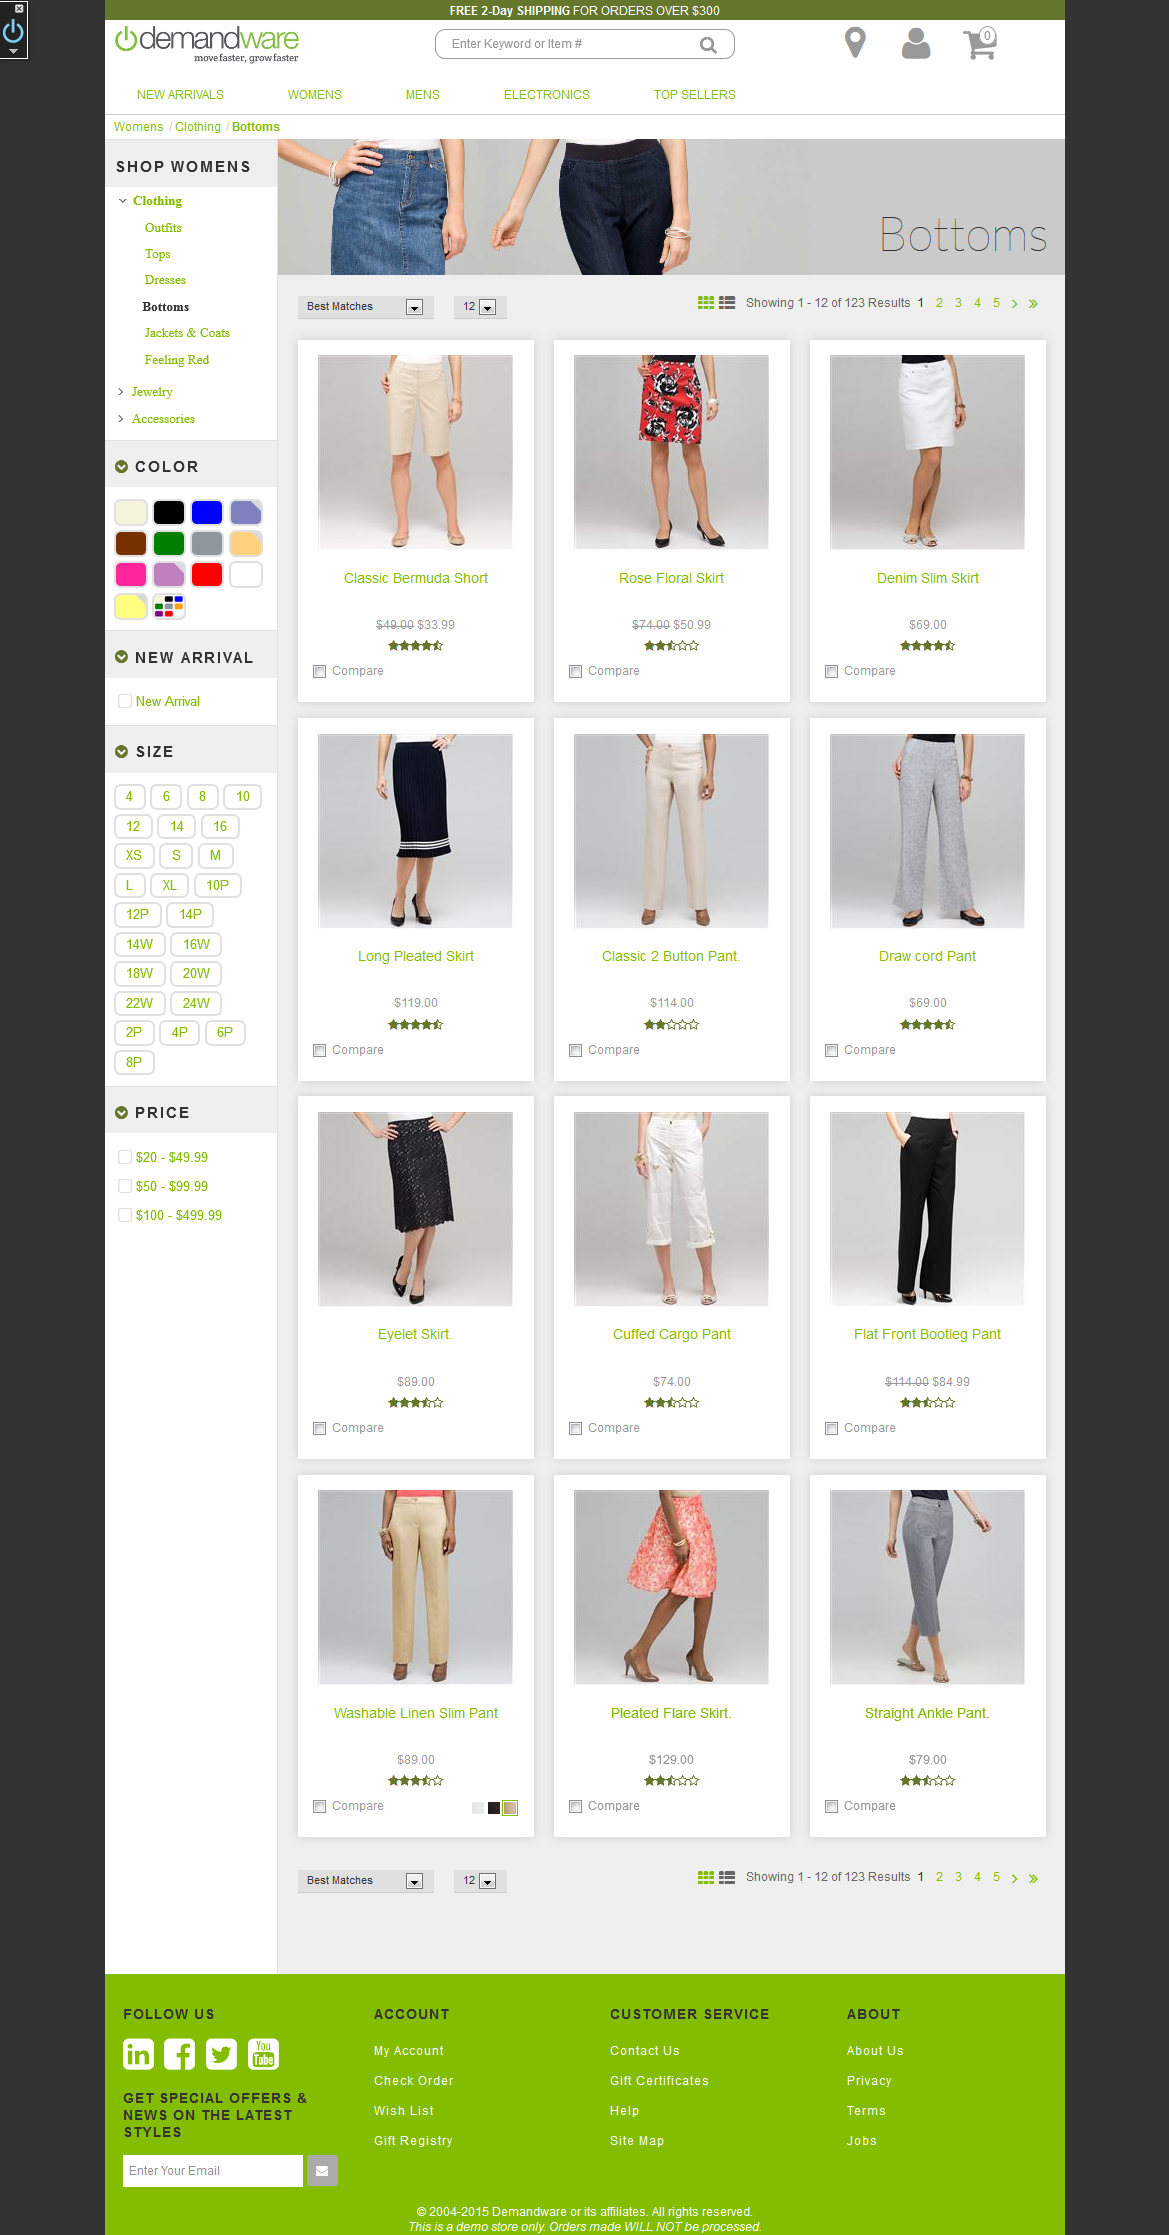 FREE 2-Day SHIPPING FOR ORDERS OVER $300
demandware
move faster, grow faster
Enter Keyword or Item #
0
NEW ARRIVALS WOMENS MENS ELECTRONICS TOP SELLERS
Womens / Clothing / Bottoms
SHOP WOMENS
Clothing
Outfits
Tops
Dresses
Bottoms
Jackets & Coats
Feeling Red
Jewelry
Accessories
COLOR
NEW ARRIVAL
New Arrival
SIZE
4 6 8 10
12 14 16
XS S M
L XL 10P
12P 14P
14W 16W
18W 20W
22W 24W
2P 4P 6P
8P
PRICE
$20 - $49.99
$50 - $99.99
$100 - $499.99
Bottoms
Best Matches 12 Showing 1 - 12 of 123 Results 1 2 3 4 5 > »
Classic Bermuda Short
$49.00 $33.99
Compare
Rose Floral Skirt
$74.00 $50.99
Compare
Denim Slim Skirt
$69.00
Compare
Long Pleated Skirt
$119.00
Compare
Classic 2 Button Pant.
$114.00
Compare
Draw cord Pant
$69.00
Compare
Eyelet Skirt.
$89.00
Compare
Cuffed Cargo Pant
$74.00
Compare
Flat Front Bootleg Pant
$114.00 $84.99
Compare
Washable Linen Slim Pant
$89.00
Compare
Pleated Flare Skirt.
$129.00
Compare
Straight Ankle Pant.
$79.00
Compare
Best Matches 12 Showing 1 - 12 of 123 Results 1 2 3 4 5 > »
FOLLOW US
in f You Tube
GET SPECIAL OFFERS &
NEWS ON THE LATEST
STYLES
Enter Your Email
ACCOUNT
My Account
Check Order
Wish List
Gift Registry
CUSTOMER SERVICE
Contact Us
Gift Certificates
Help
Site Map
ABOUT
About Us
Privacy
Terms
Jobs
© 2004-2015 Demandware or its affiliates. All rights reserved.
This is a demo store only. Orders made WILL NOT be processed.